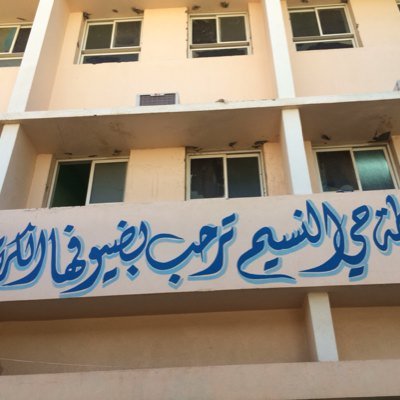 حي النسيم ترحب بضيوفها